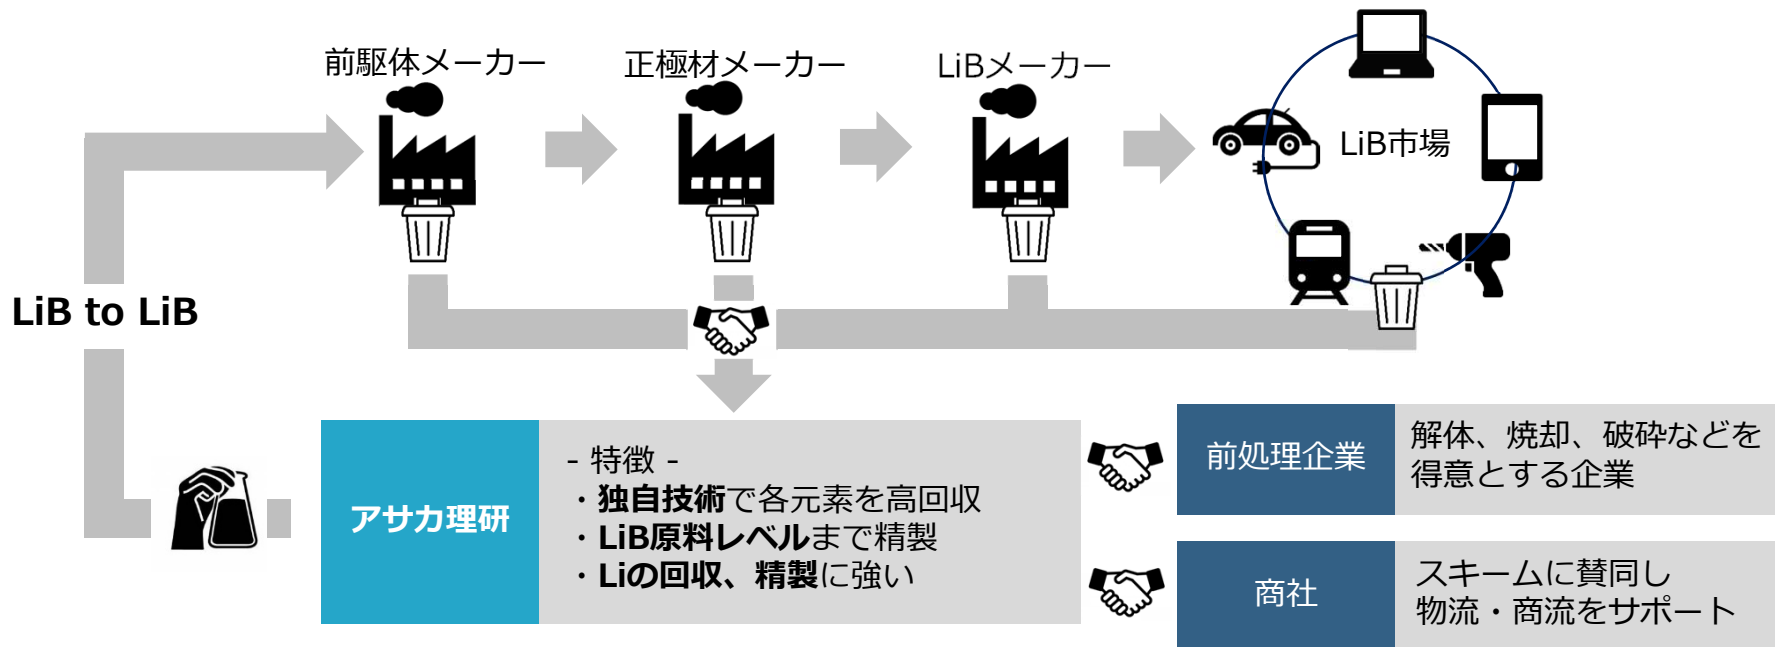 前駆体メーカー
正極材メーカー
LiBメーカー
LiB市場
LiB to LiB
アサカ理研
- 特徴 -
・独自技術で各元素を高回収
・LiB原料レベルまで精製
・Liの回収、精製に強い
前処理企業
解体、焼却、破砕などを
得意とする企業
商社
スキームに賛同し
物流・商流をサポート